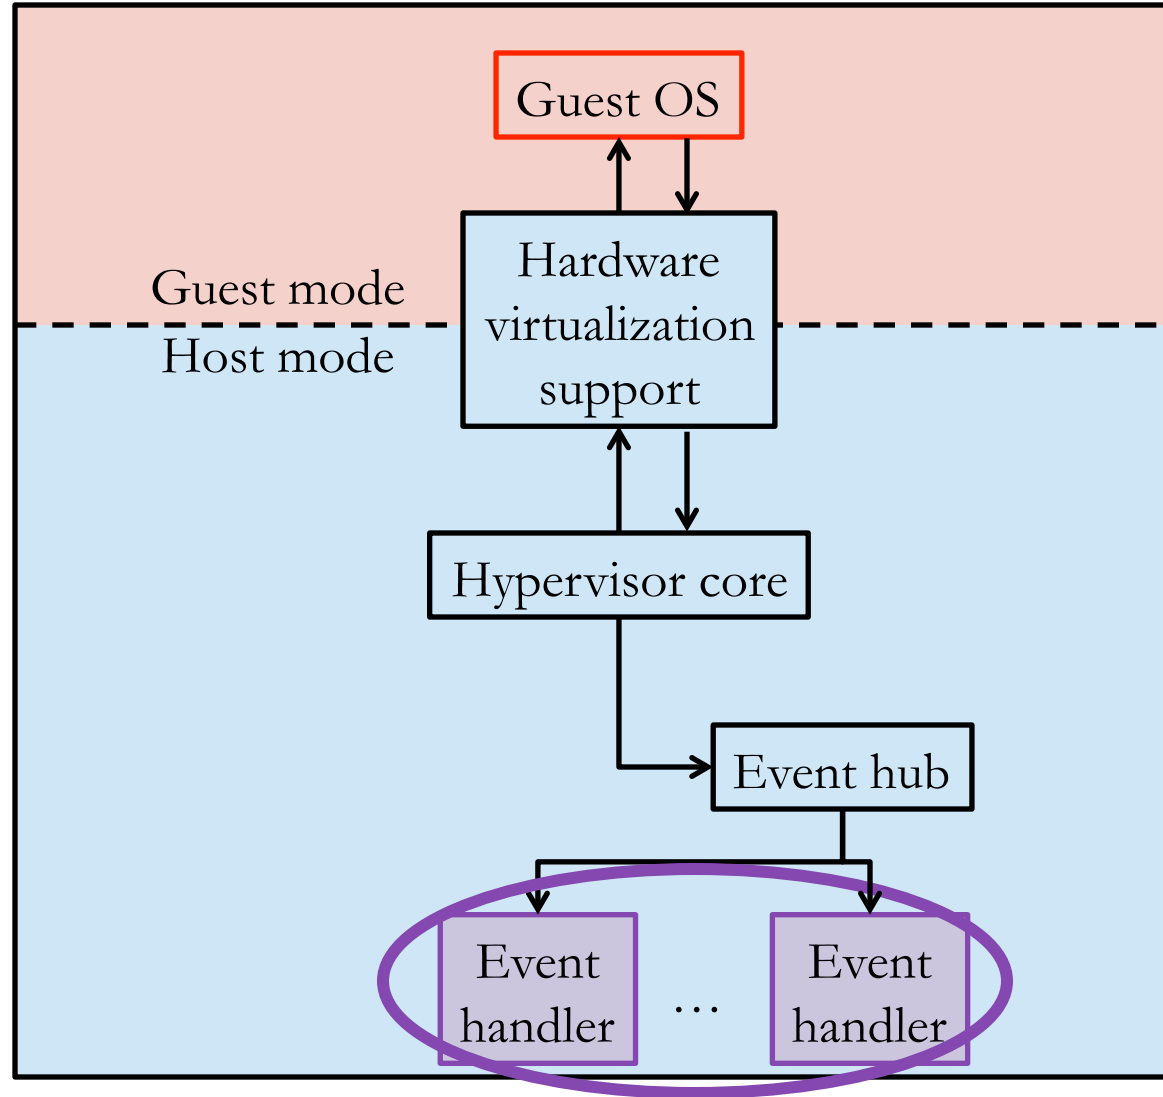 Guest OS
Hardware
virtualization
support
Guest mode
Host mode
Hypervisor core
Event hub
Event
handler
...
Event
handler